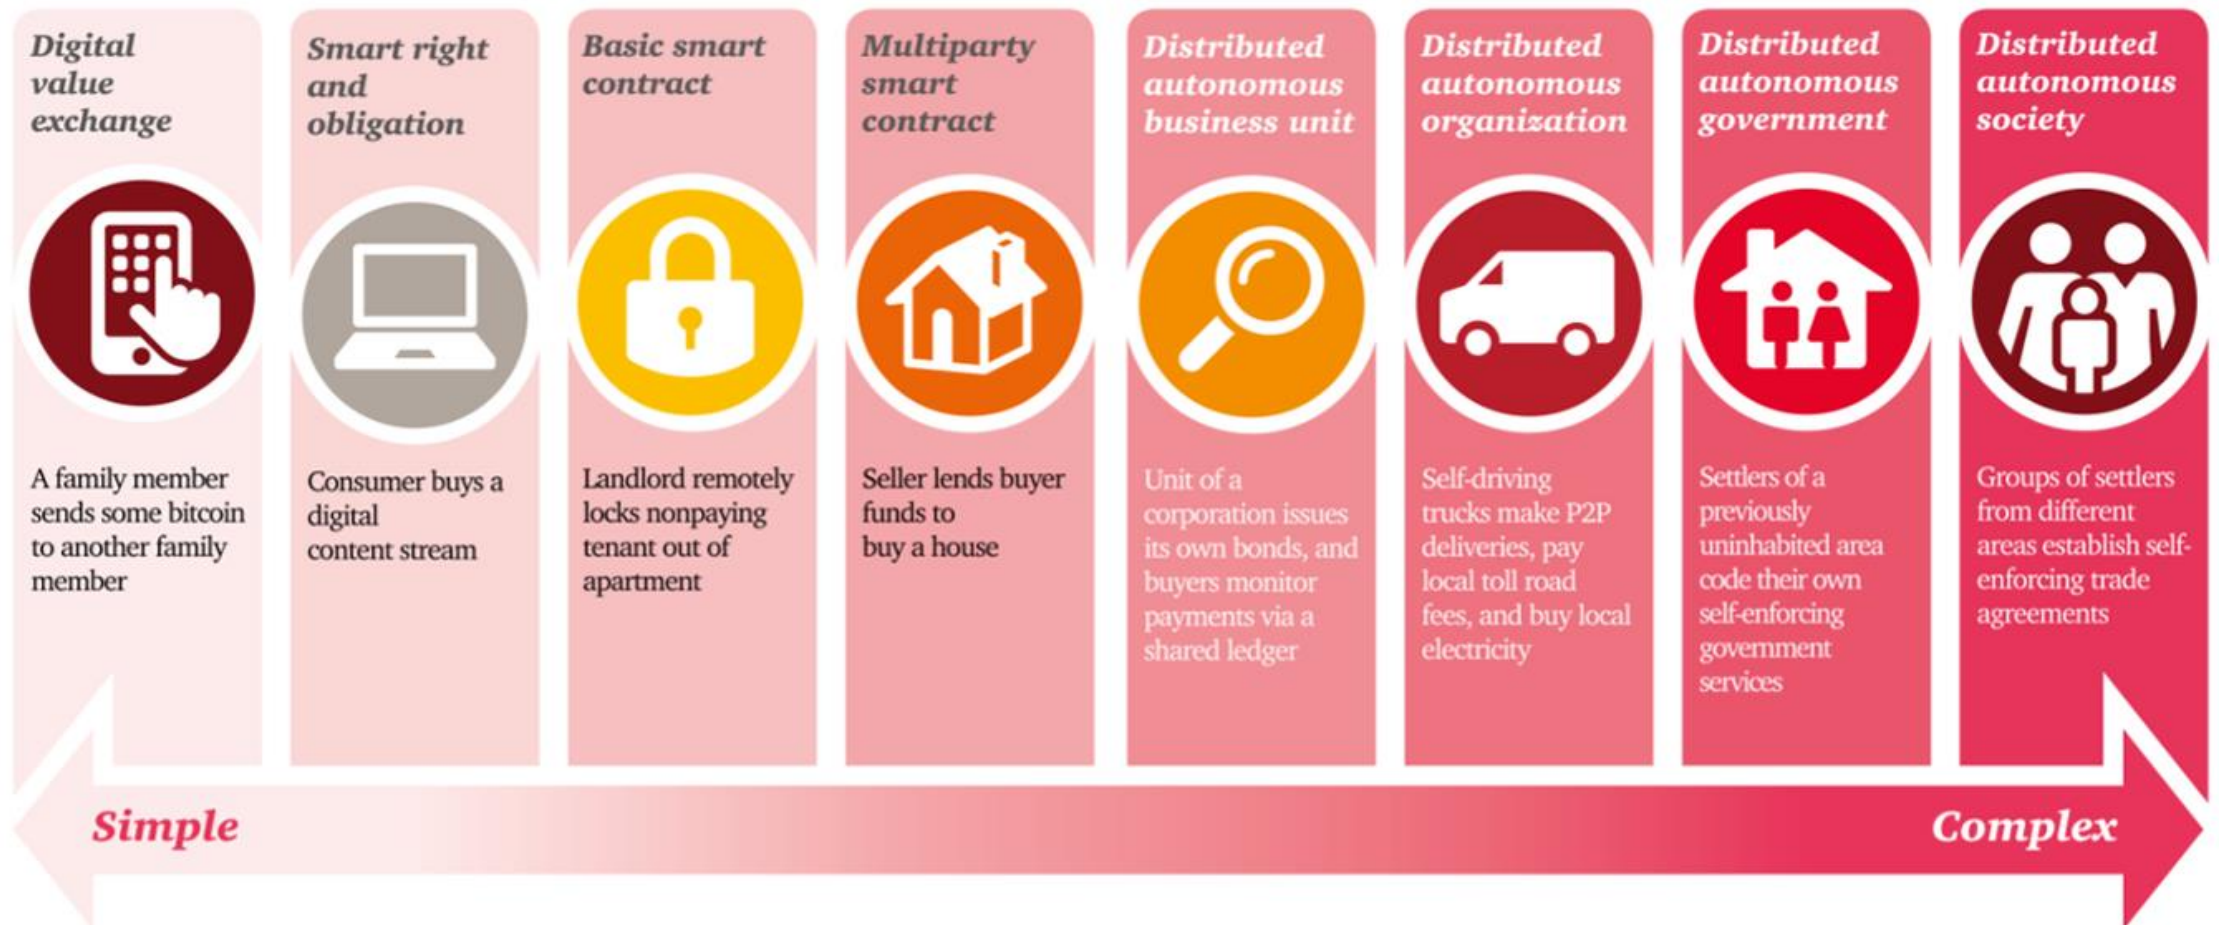 Digital
value
exchange
A family member
sends some bitcoin
to another family
member
Smart right
and
obligation
Consumer buys a
digital
content stream
Basic smart
contract
Landlord remotely
locks nonpaying
tenant out of
apartment
Multiparty
smart
contract
Seller lends buyer
funds to
buy a house
Distributed
autonomous
business unit
Unit of a
corporation issues
its own bonds, and
buyers monitor
payments via a
shared ledger
Distributed
autonomous
organization
Self-driving
trucks make P2P
deliveries, pay
local toll road
fees, and buy local
electricity
Distributed
autonomous
government
Settlers of a
previously
uninhabited area
code their own
self-enforcing
government
services
Distributed
autonomous
society
Groups of settlers
from different
areas establish self-
enforcing trade
agreements
Simple
Complex